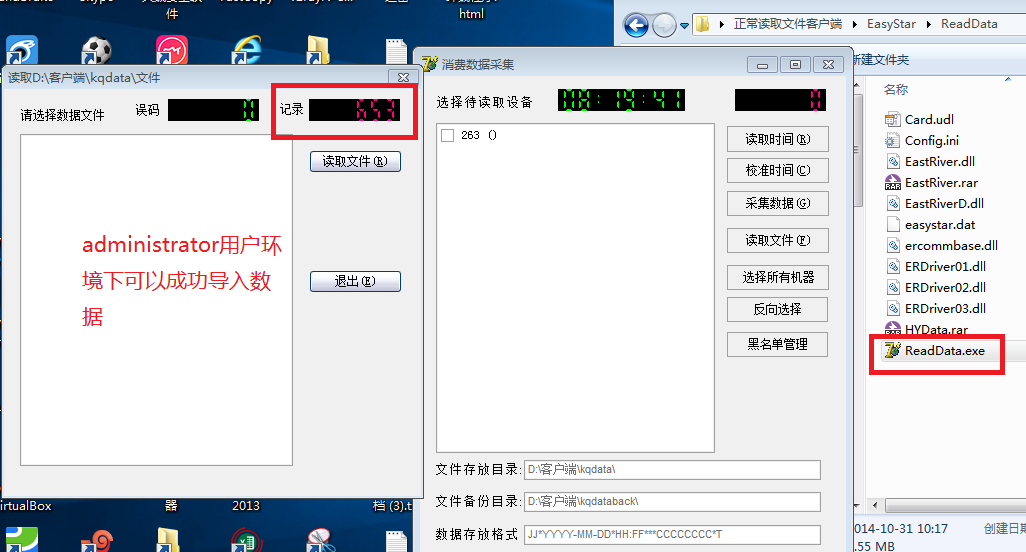 件
html
正常读取文件客户端
EasyStar
ReadData
新建文件夹
读取D:\客户端\kqdata\文件
请选择数据文件
误码
0
记录
653
读取文件(R)
退出(E)
administrator用户环
境下可以成功导入数
据
消费数据采集
选择待读取设备
08:19:41
0
263 ()
读取时间(R)
校准时间(C)
采集数据(G)
读取文件(F)
选择所有机器
反向选择
黑名单管理
文件存放目录:
D:\客户端\kqdata\
文件备份目录:
D:\客户端\kqdataback\
数据存放格式
JJ*YYYY-MM-DD*HH:FF***CCCCCCCC*T
名称
Card.udl
Config.ini
EastRiver.dll
EastRiver.rar
EastRiverD.dll
easystar.dat
ercommbase.dll
ERDriver01.dll
ERDriver02.dll
ERDriver03.dll
HYData.rar
ReadData.exe
014-10-31 10:17
创建日期
.55 MB
irtualBox
器
2013
档 (3).t